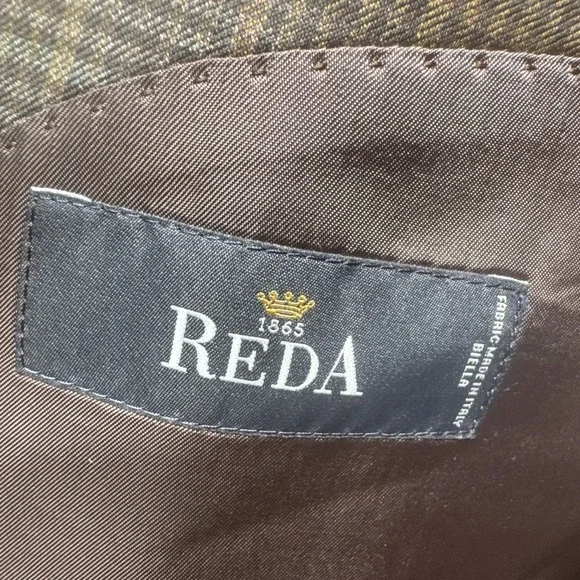 1865
REDA
FABRIC MADE IN ITALY
BIELLA